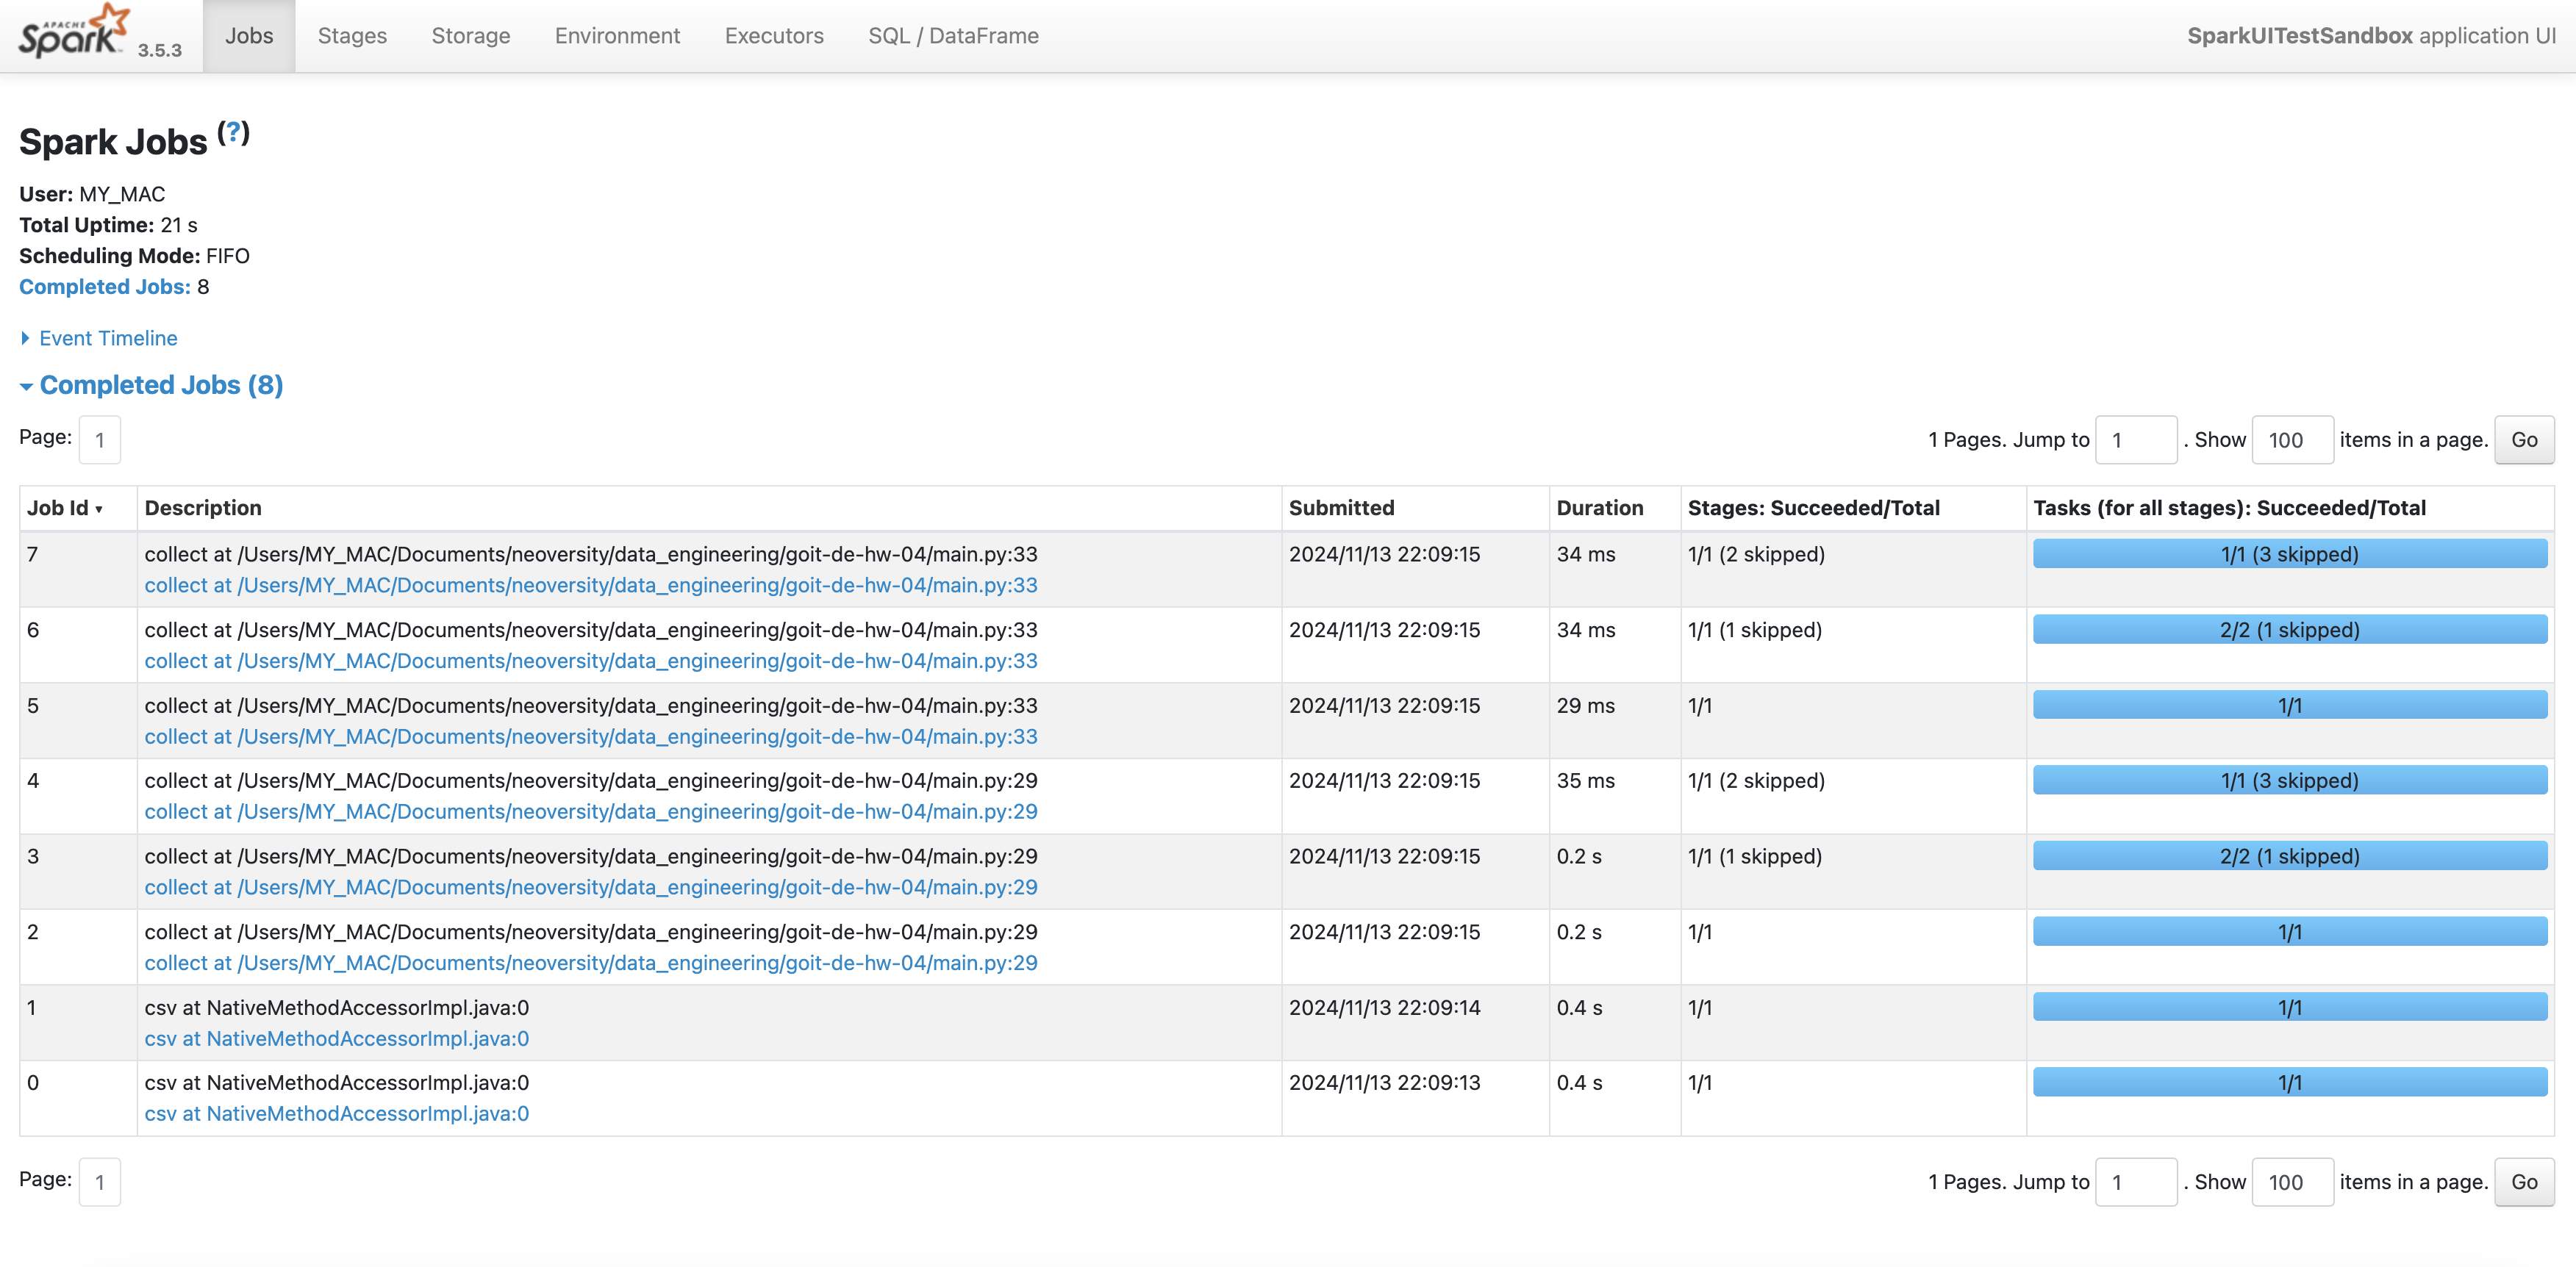 APACHE Spark 3.5.3 Jobs Stages Storage Environment Executors SQL / DataFrame SparkUITestSandbox application UI
Spark Jobs (?)
User: MY_MAC
Total Uptime: 21 s
Scheduling Mode: FIFO
Completed Jobs: 8
Event Timeline
Completed Jobs (8)
Page: 1 1 Pages. Jump to 1 . Show 100 items in a page. Go
Job Id ▾ Description Submitted Duration Stages: Succeeded/Total Tasks (for all stages): Succeeded/Total
7 collect at /Users/MY_MAC/Documents/neoversity/data_engineering/goit-de-hw-04/main.py:33 2024/11/13 22:09:15 34 ms 1/1 (2 skipped) 1/1 (3 skipped)
collect at /Users/MY_MAC/Documents/neoversity/data_engineering/goit-de-hw-04/main.py:33
6 collect at /Users/MY_MAC/Documents/neoversity/data_engineering/goit-de-hw-04/main.py:33 2024/11/13 22:09:15 34 ms 1/1 (1 skipped) 2/2 (1 skipped)
collect at /Users/MY_MAC/Documents/neoversity/data_engineering/goit-de-hw-04/main.py:33
5 collect at /Users/MY_MAC/Documents/neoversity/data_engineering/goit-de-hw-04/main.py:33 2024/11/13 22:09:15 29 ms 1/1 1/1
collect at /Users/MY_MAC/Documents/neoversity/data_engineering/goit-de-hw-04/main.py:33
4 collect at /Users/MY_MAC/Documents/neoversity/data_engineering/goit-de-hw-04/main.py:29 2024/11/13 22:09:15 35 ms 1/1 (2 skipped) 1/1 (3 skipped)
collect at /Users/MY_MAC/Documents/neoversity/data_engineering/goit-de-hw-04/main.py:29
3 collect at /Users/MY_MAC/Documents/neoversity/data_engineering/goit-de-hw-04/main.py:29 2024/11/13 22:09:15 0.2 s 1/1 (1 skipped) 2/2 (1 skipped)
collect at /Users/MY_MAC/Documents/neoversity/data_engineering/goit-de-hw-04/main.py:29
2 collect at /Users/MY_MAC/Documents/neoversity/data_engineering/goit-de-hw-04/main.py:29 2024/11/13 22:09:15 0.2 s 1/1 1/1
collect at /Users/MY_MAC/Documents/neoversity/data_engineering/goit-de-hw-04/main.py:29
1 csv at NativeMethodAccessorImpl.java:0 2024/11/13 22:09:14 0.4 s 1/1 1/1
csv at NativeMethodAccessorImpl.java:0
0 csv at NativeMethodAccessorImpl.java:0 2024/11/13 22:09:13 0.4 s 1/1 1/1
csv at NativeMethodAccessorImpl.java:0
Page: 1 1 Pages. Jump to 1 . Show 100 items in a page. Go